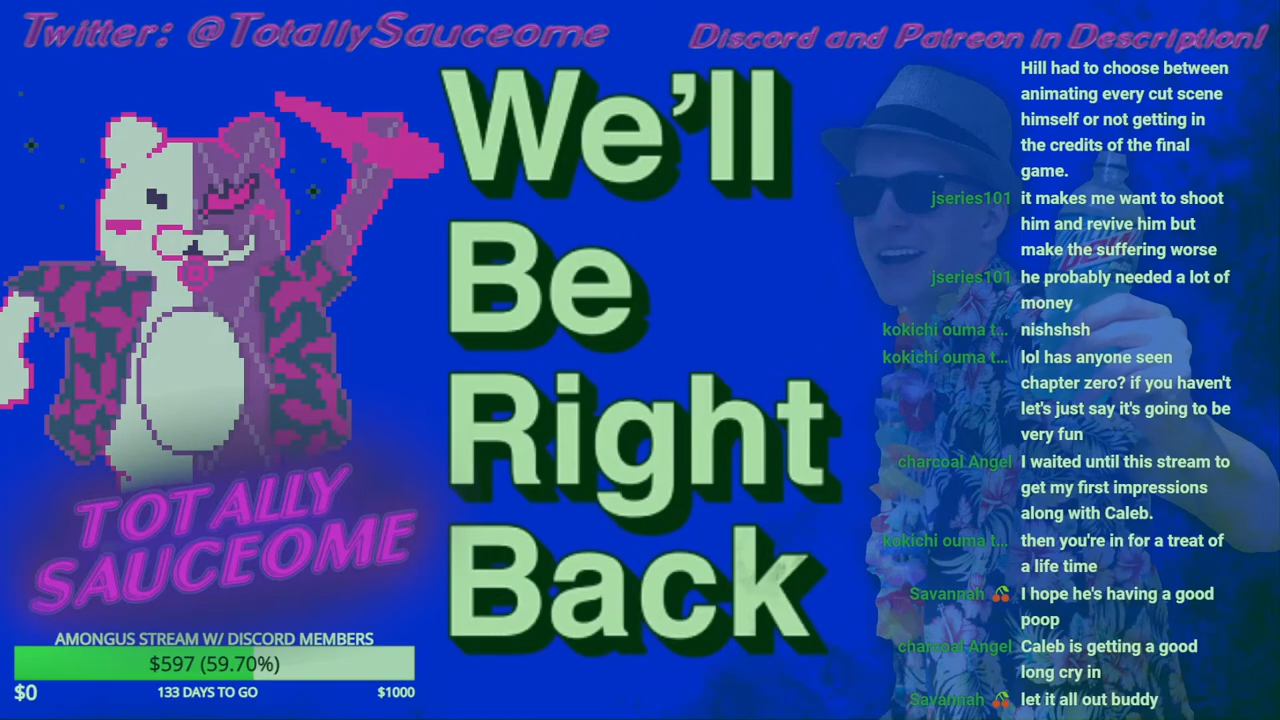 Twitter: @TotallySauceome
Discord and Patreon in Description!
We'll
Be
Right
Back
TOTALLY
SAUCEOME
AMONGUS STREAM W/ DISCORD MEMBERS
$597 (59.70%)
$0
133 DAYS TO GO
$1000
Hill had to choose between
animating every cut scene
himself or not getting in
the credits of the final
game.
jseries101 it makes me want to shoot
him and revive him but
make the suffering worse
jseries101 he probably needed a lot of
money
kokichi ouma t... nishshsh
kokichi ouma t... lol has anyone seen
chapter zero? if you haven't
let's just say it's going to be
very fun
charcoal Angel I waited until this stream to
get my first impressions
along with Caleb.
kokichi ouma t... then you're in for a treat of
a life time
Savannah 🍒 I hope he's having a good
poop
charcoal Angel Caleb is getting a good
long cry in
Savannah 🍒 let it all out buddy